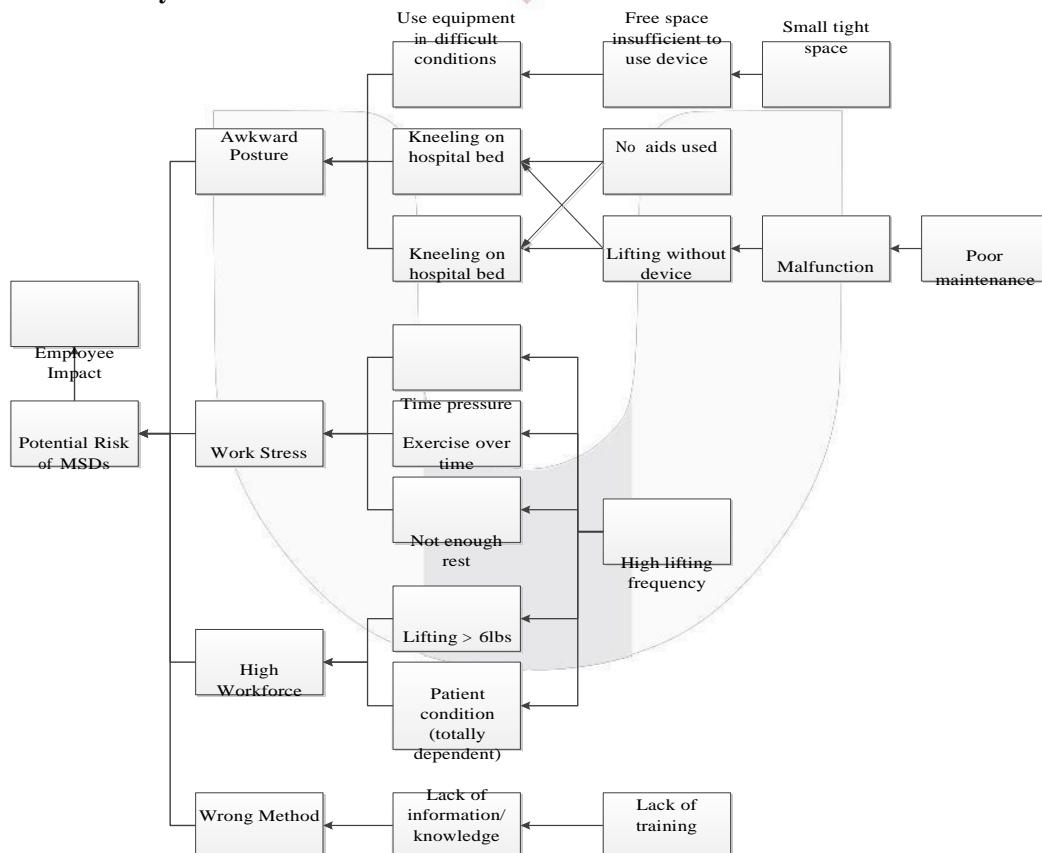 Use equipment
in difficult
conditions
Free space
insufficient to
use device
Small tight
space
Awkward
Posture
Kneeling on
hospital bed
No aids used
Kneeling on
hospital bed
Lifting without
device
Malfunction
Poor
maintenance
Employee
Impact
Time pressure
Potential Risk
of MSDs
Work Stress
Exercise over
time
Not enough
rest
High lifting
frequency
Lifting > 6lbs
High
Workforce
Patient
condition
(totally
dependent)
Wrong Method
Lack of
information/
knowledge
Lack of
training